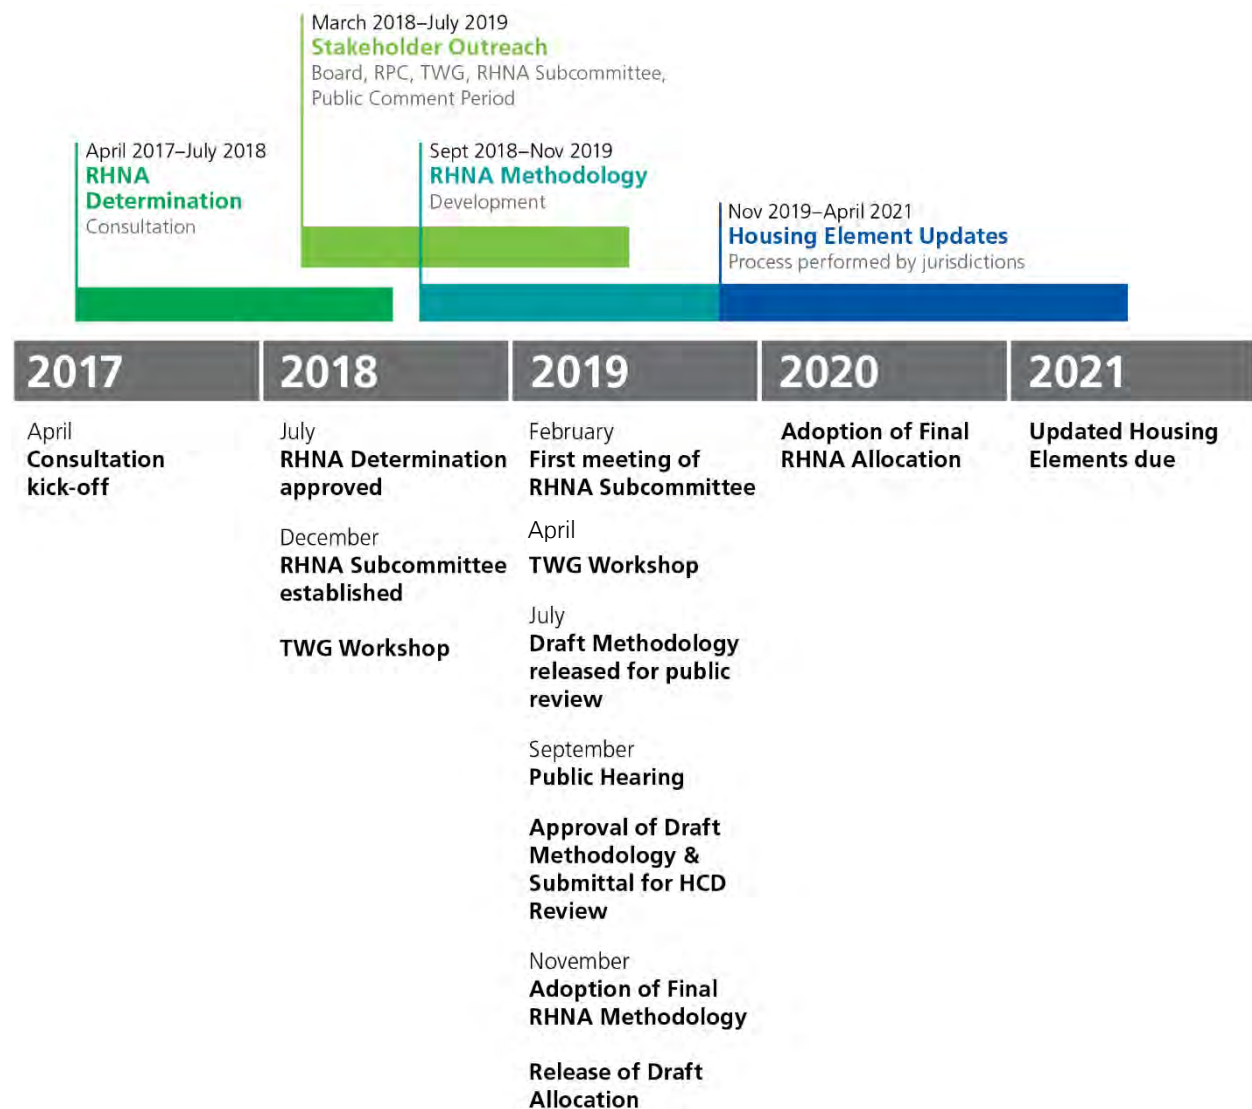 March 2018–July 2019
Stakeholder Outreach
Board, RPC, TWG, RHNA Subcommittee,
Public Comment Period
April 2017–July 2018
RHNA
Determination
Consultation
Sept 2018–Nov 2019
RHNA Methodology
Development
Nov 2019–April 2021
Housing Element Updates
Process performed by jurisdictions
2017
2018
2019
2020
2021
April
Consultation
kick-off
July
RHNA Determination
approved
December
RHNA Subcommittee
established
TWG Workshop
February
First meeting of
RHNA Subcommittee
April
TWG Workshop
July
Draft Methodology
released for public
review
September
Public Hearing
Approval of Draft
Methodology &
Submittal for HCD
Review
November
Adoption of Final
RHNA Methodology
Release of Draft
Allocation
Adoption of Final
RHNA Allocation
Updated Housing
Elements due